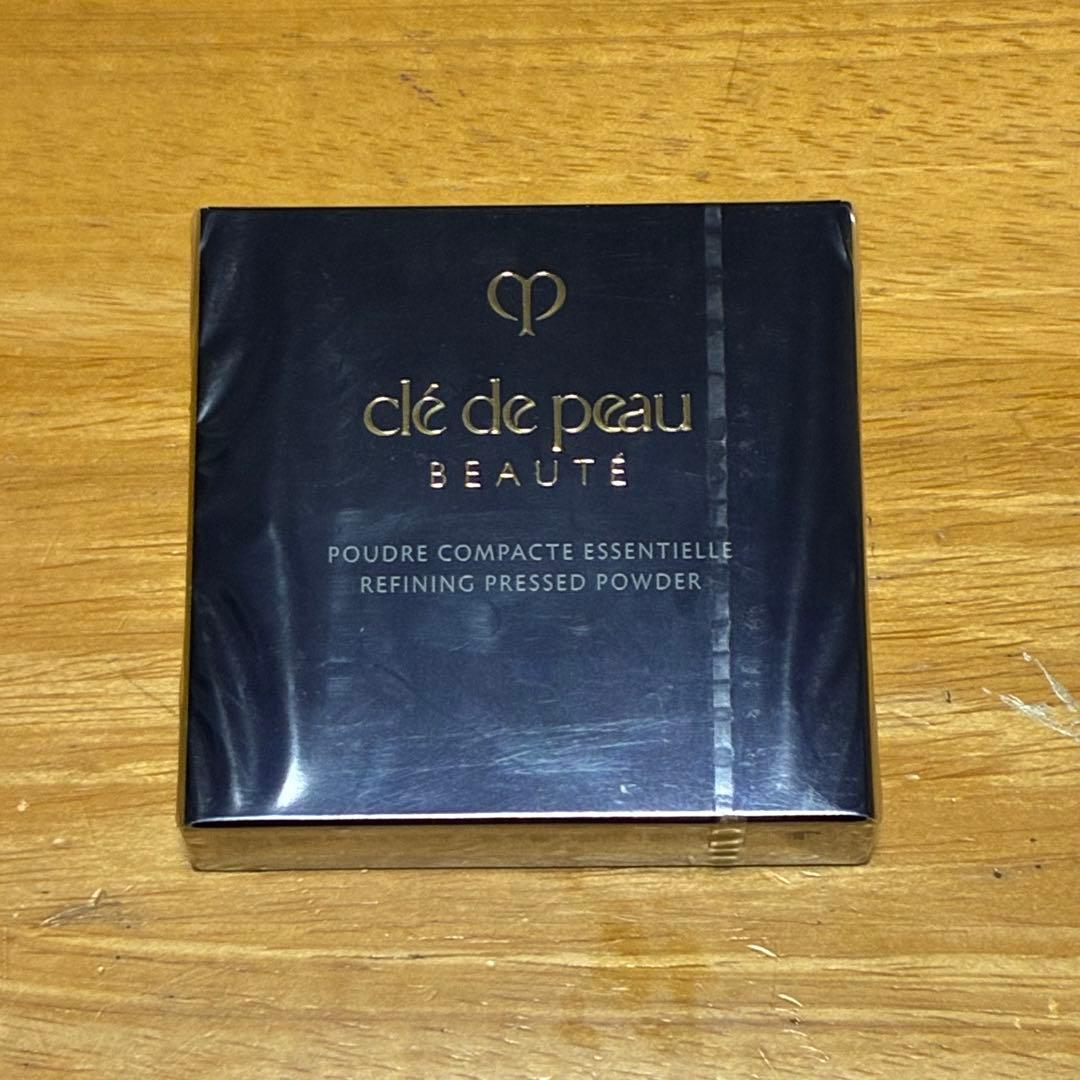 clé de peau
BEAUTÉ
POUDRE COMPACTE ESSENTIELLE
REFINING PRESSED POWDER